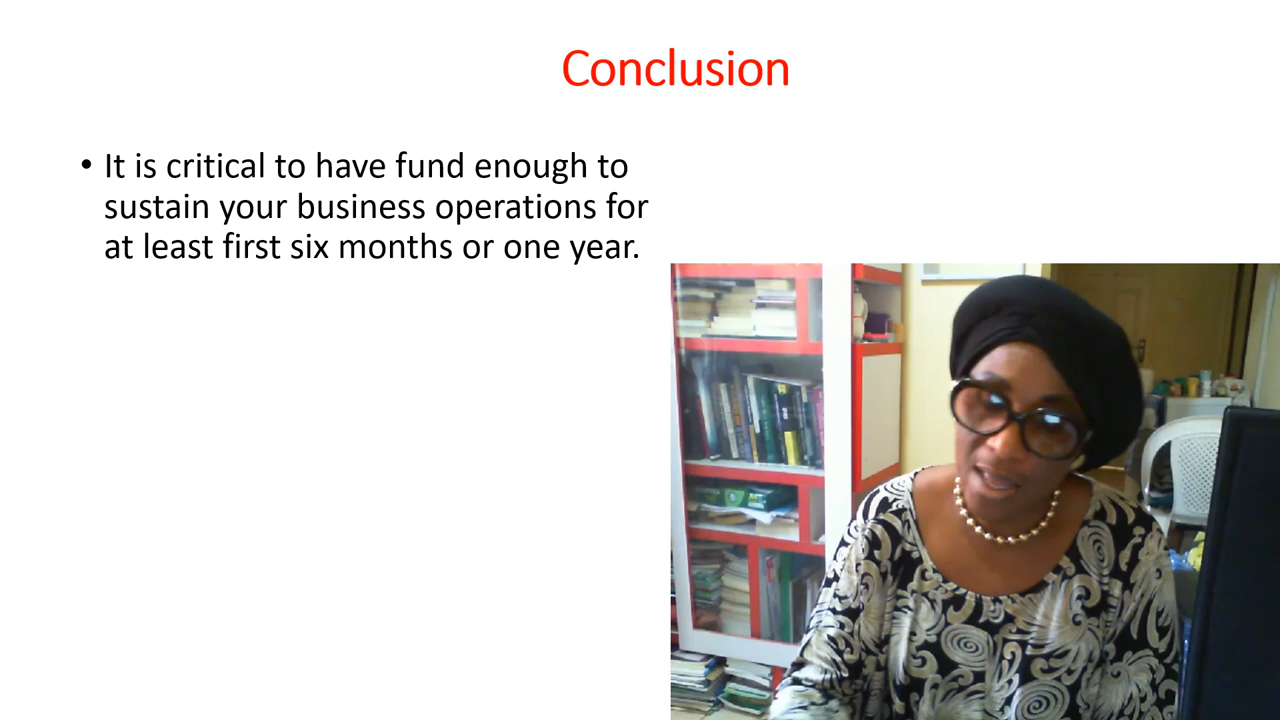 Conclusion
• It is critical to have fund enough to
sustain your business operations for
at least first six months or one year.